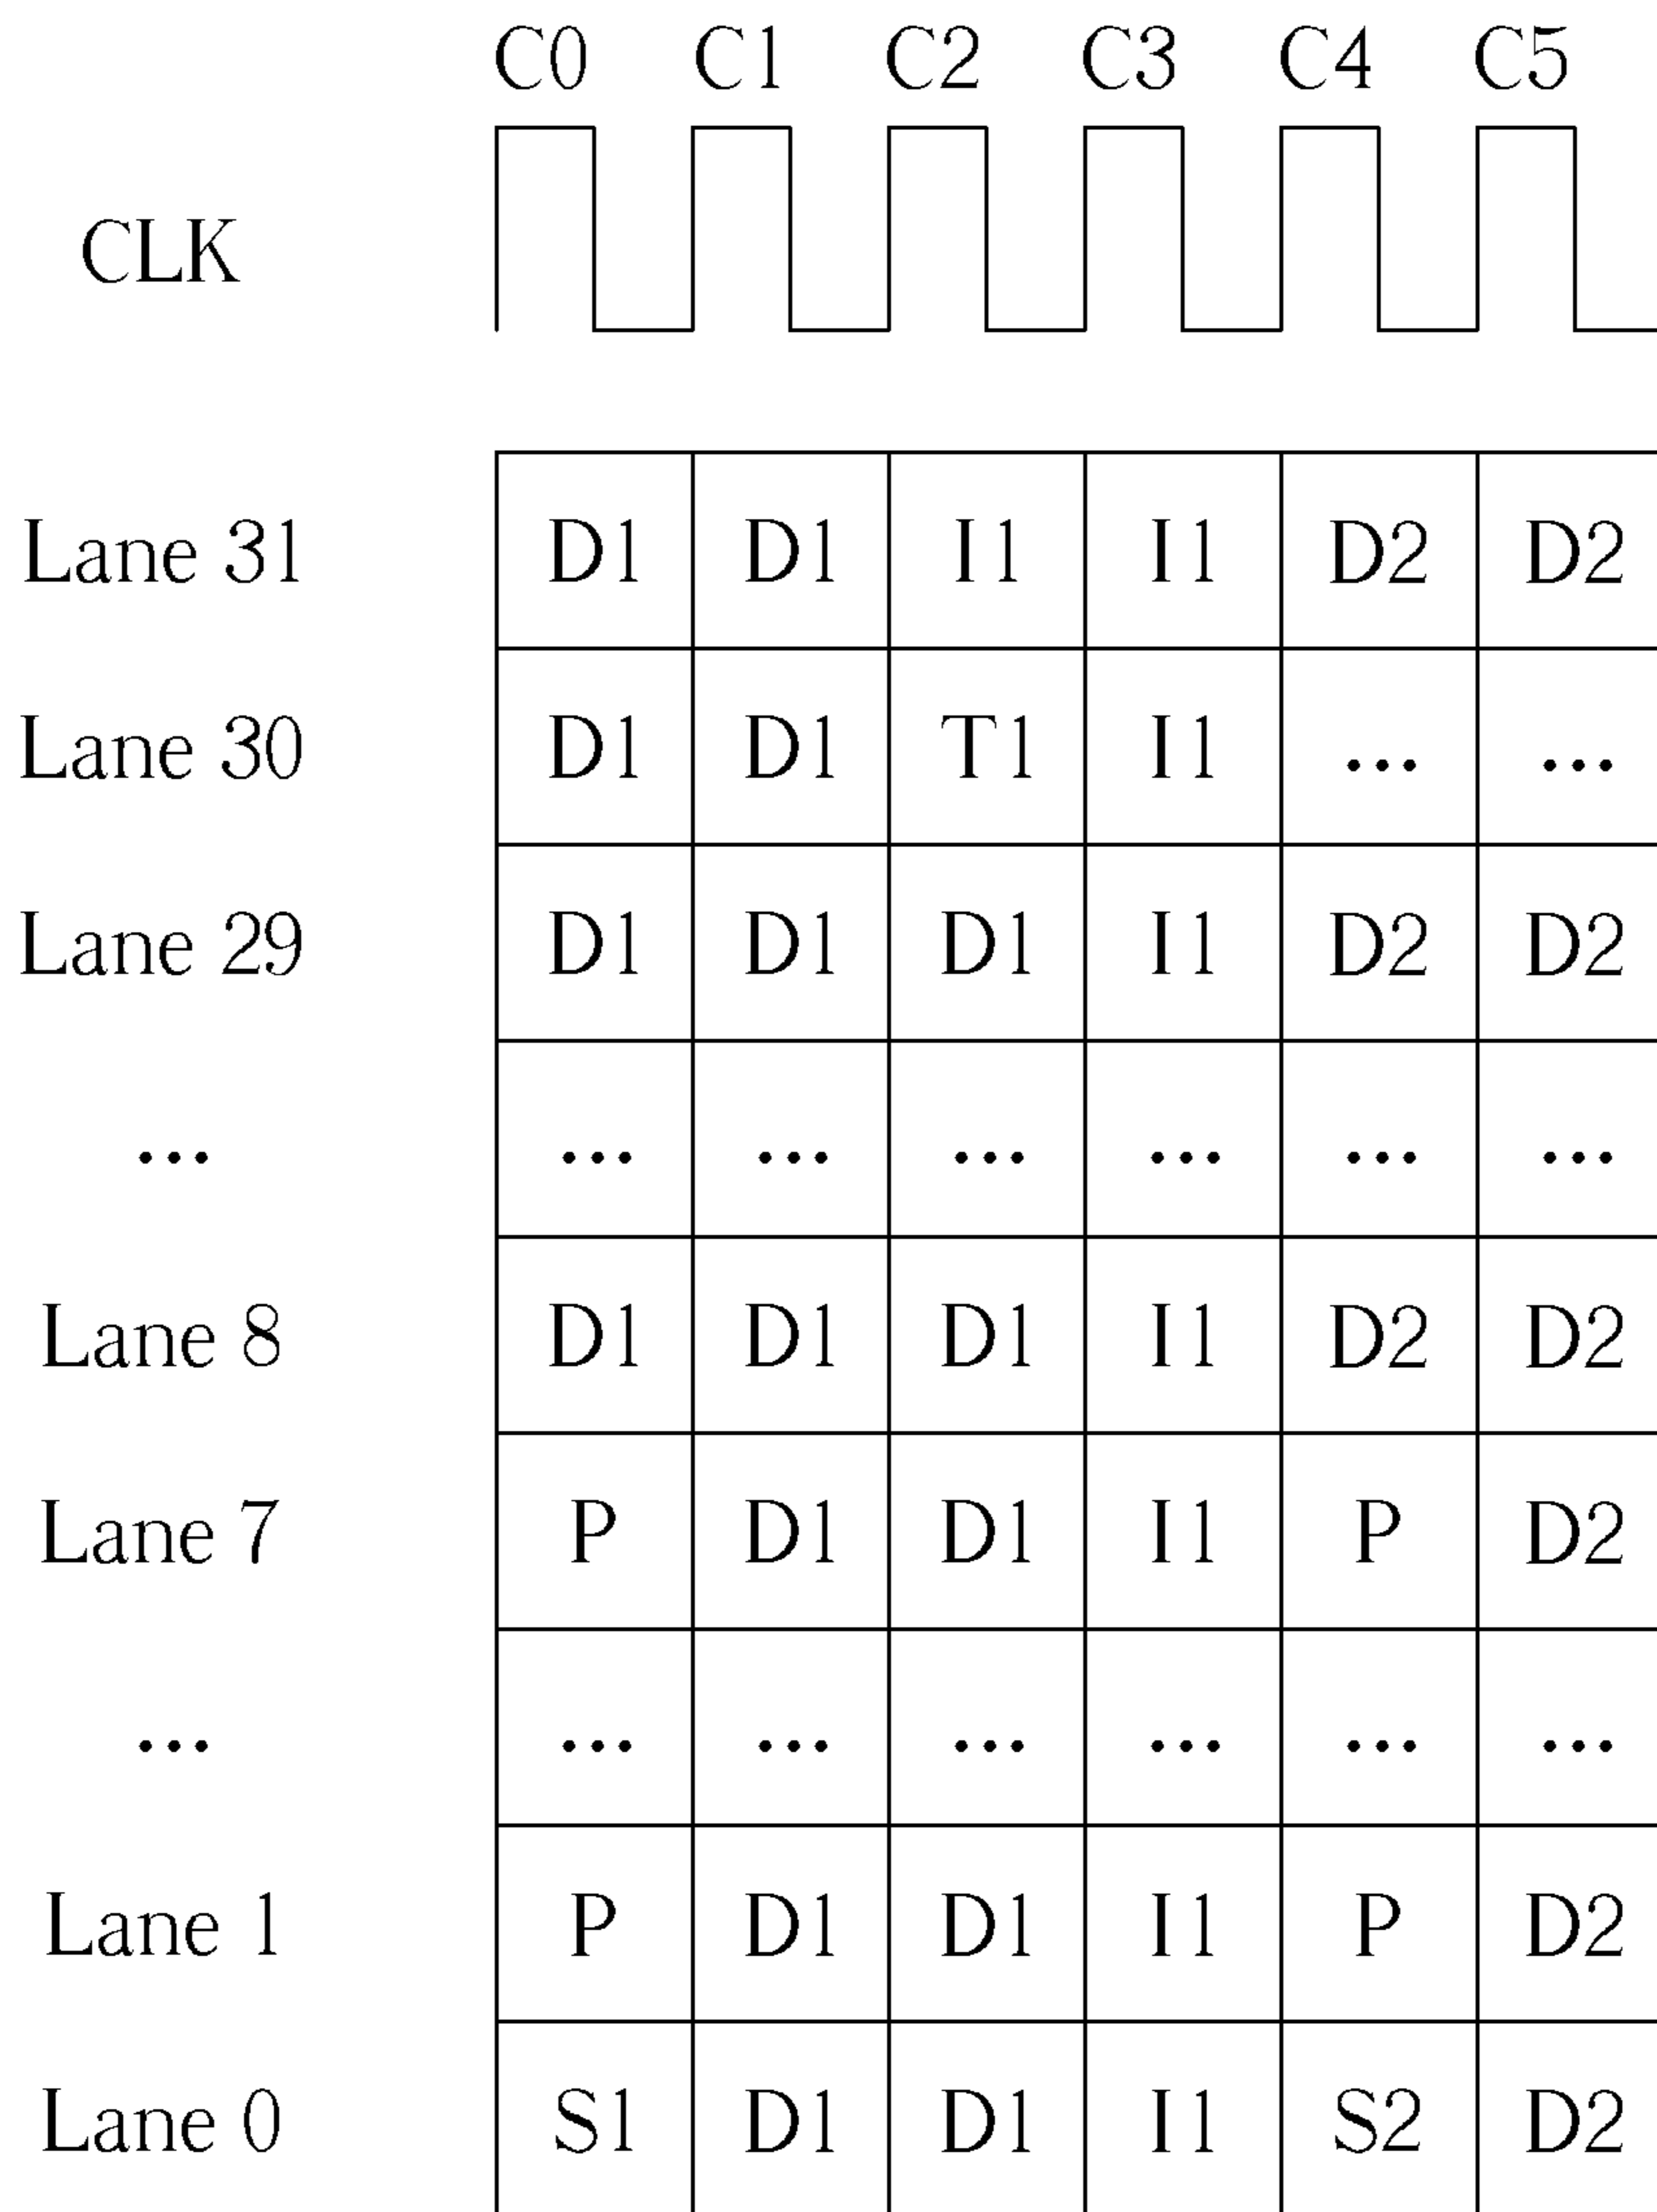 C0 C1 C2 C3 C4 C5
CLK
Lane 31 D1 D1 I1 I1 D2 D2
Lane 30 D1 D1 T1 I1 ... ...
Lane 29 D1 D1 D1 I1 D2 D2
... ... ... ... ... ... ...
Lane 8 D1 D1 D1 I1 D2 D2
Lane 7 P D1 D1 I1 P D2
... ... ... ... ... ... ...
Lane 1 P D1 D1 I1 P D2
Lane 0 S1 D1 D1 I1 S2 D2